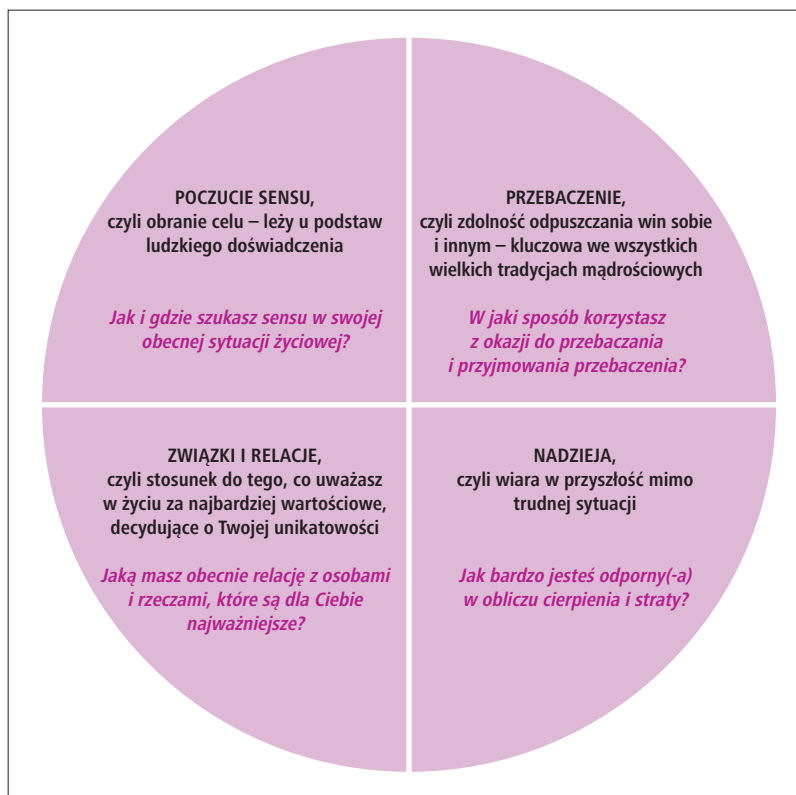 POCZUCIE SENSU,
czyli obranie celu – leży u podstaw
ludzkiego doświadczenia
Jak i gdzie szukasz sensu w swojej
obecnej sytuacji życiowej?
PRZEBACZENIE,
czyli zdolność odpuszczania win sobie
i innym – kluczowa we wszystkich
wielkich tradycjach mądrościowych
W jaki sposób korzystasz
z okazji do przebaczania
i przyjmowania przebaczenia?
ZWIĄZKI I RELACJE,
czyli stosunek do tego, co uważasz
w życiu za najbardziej wartościowe,
decydujące o Twojej unikatowości
Jaką masz obecnie relację z osobami
i rzeczami, które są dla Ciebie
najważniejsze?
NADZIEJA,
czyli wiara w przyszłość mimo
trudnej sytuacji
Jak bardzo jesteś odporny(-a)
w obliczu cierpienia i straty?